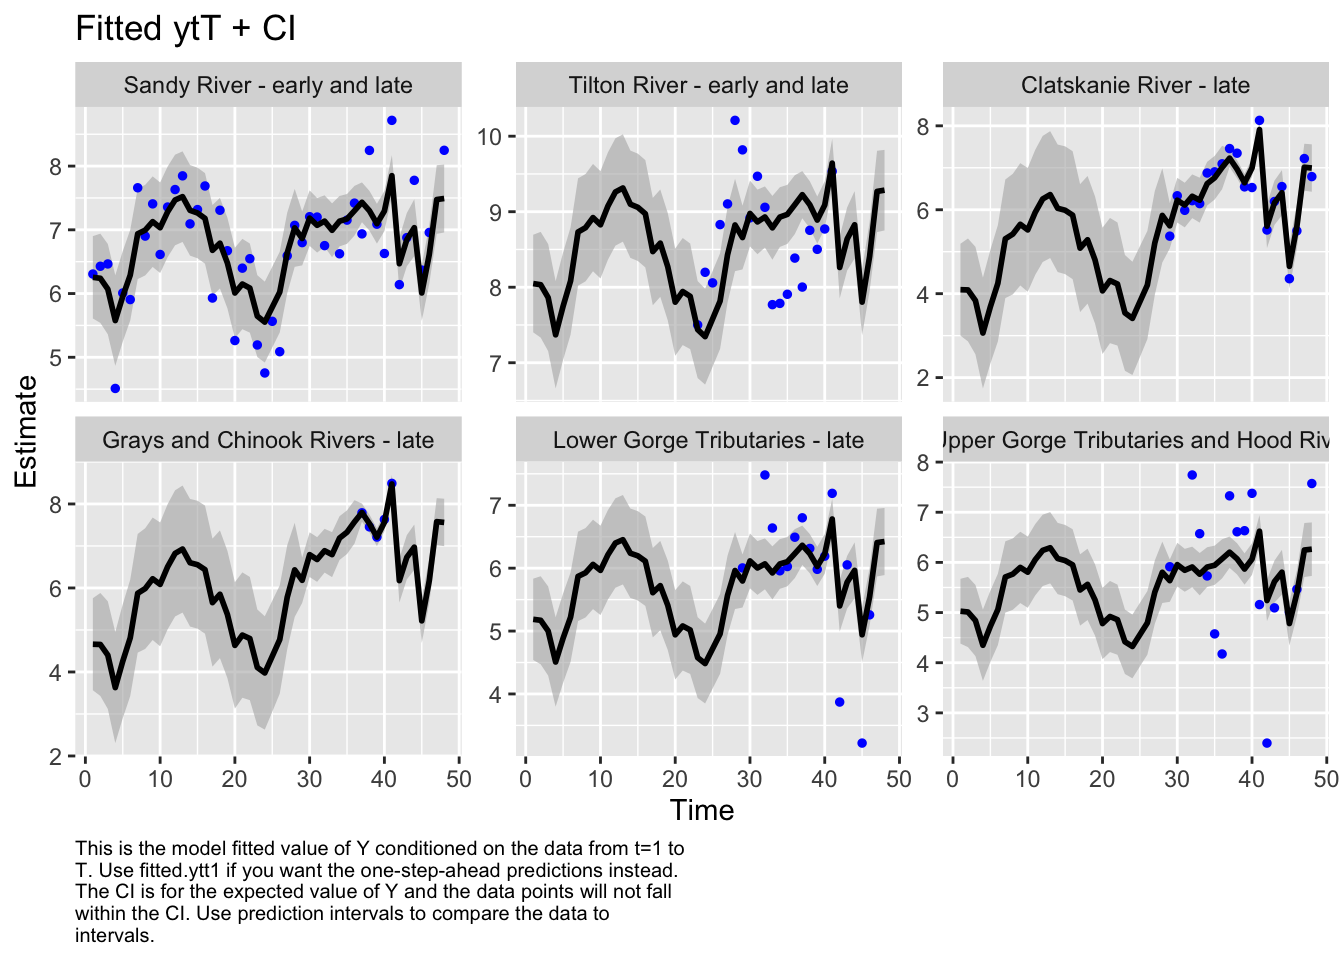 Fitted ytT + CI
Sandy River - early and late
Tilton River - early and late
Clatskanie River - late
8
7
6
5
10
9
8
7
8
6
4
2
Estimate
Grays and Chinook Rivers - late
Lower Gorge Tributaries - late
Upper Gorge Tributaries and Hood Riv
8
6
4
2
7
6
5
4
8
7
6
5
4
3
0 10 20 30 40 50
0 10 20 30 40 50
0 10 20 30 40 50
Time
This is the model fitted value of Y conditioned on the data from t=1 to
T. Use fitted.ytt1 if you want the one-step-ahead predictions instead.
The CI is for the expected value of Y and the data points will not fall
within the CI. Use prediction intervals to compare the data to
intervals.